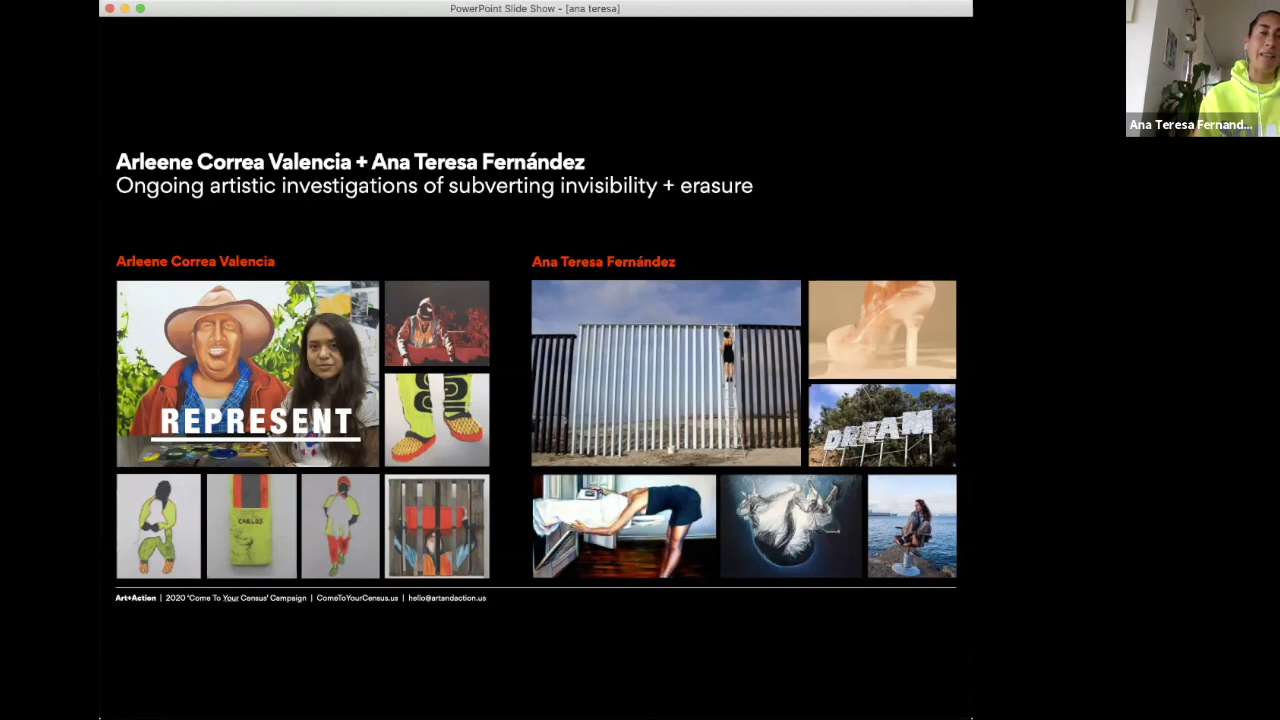 PowerPoint Slide Show - [ana teresa]
Ana Teresa Fernand...
Arleene Correa Valencia + Ana Teresa Fernández
Ongoing artistic investigations of subverting invisibility + erasure
Arleene Correa Valencia
Ana Teresa Fernández
REPRESENT
DREAM
CARLOS
Art+Action | 2020 'Come To Your Census' Campaign | ComeToYourCensus.us | hello@artandaction.us